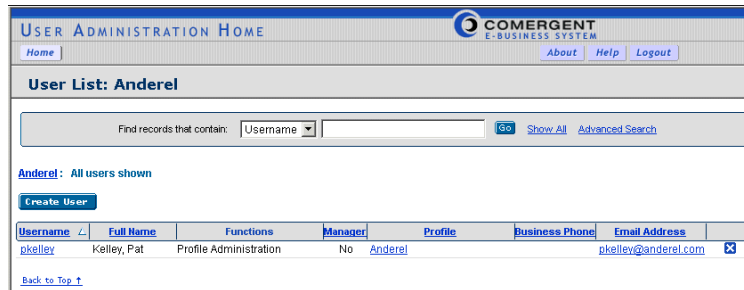 USER ADMINISTRATION HOME
COMERGENT
E-BUSINESS SYSTEM
Home
About Help Logout
User List: Anderel
Find records that contain: Username Go Show All Advanced Search
Anderel: All users shown
Create User
Username Full Name Functions Manager Profile Business Phone Email Address
pkelley Kelley, Pat Profile Administration No Anderel pkelley@anderel.com
Back to Top ↑